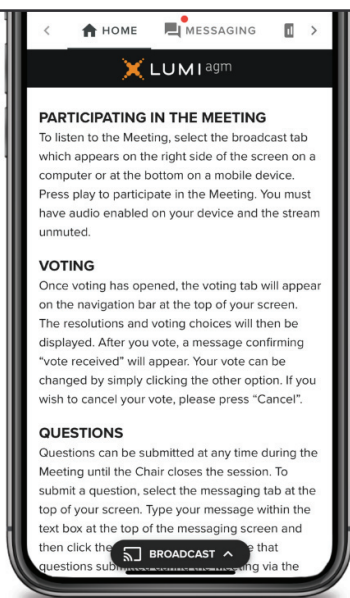 HOME MESSAGING
LUMI agm
PARTICIPATING IN THE MEETING
To listen to the Meeting, select the broadcast tab
which appears on the right side of the screen on a
computer or at the bottom on a mobile device.
Press play to participate in the Meeting. You must
have audio enabled on your device and the stream
unmuted.
VOTING
Once voting has opened, the voting tab will appear
on the navigation bar at the top of your screen.
The resolutions and voting choices will then be
displayed. After you vote, a message confirming
“vote received” will appear. Your vote can be
changed by simply clicking the other option. If you
wish to cancel your vote, please press “Cancel”.
QUESTIONS
Questions can be submitted at any time during the
Meeting until the Chair closes the session. To
submit a question, select the messaging tab at the
top of your screen. Type your message within the
text box at the top of the messaging screen and
then click the BROADCAST that
questions during the Meeting via the